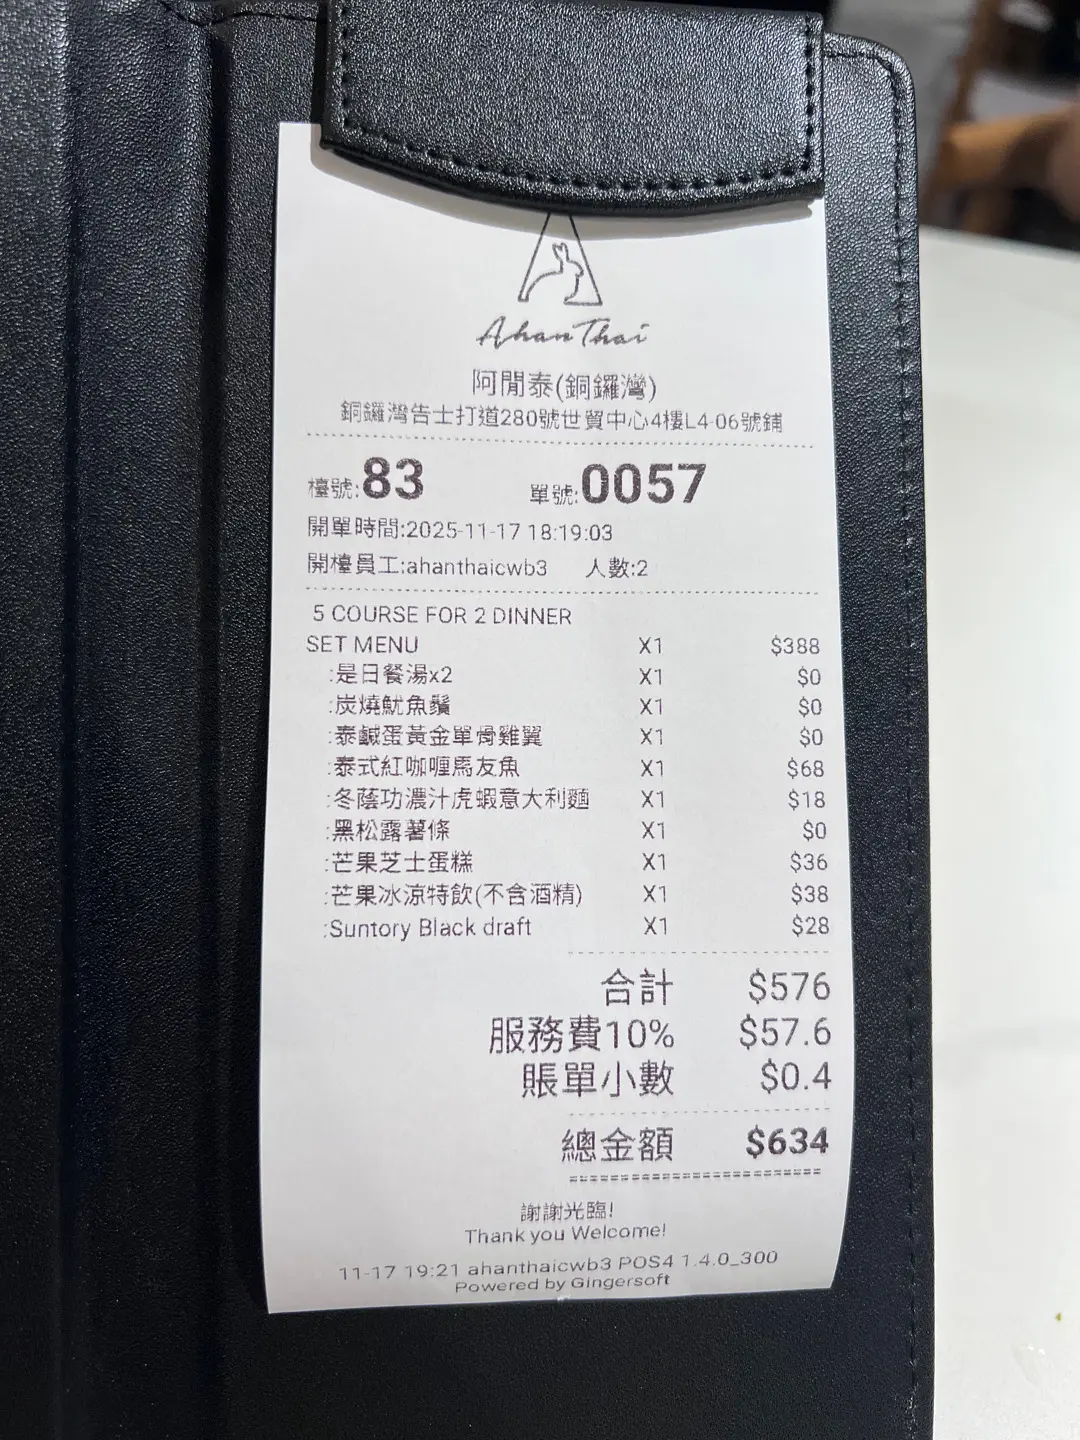 Ahan Thai
阿閒泰(銅鑼灣)
銅鑼灣告士打道280號世貿中心4樓L4-06號鋪
檯號:83 單號:0057
開單時間:2025-11-17 18:19:03
開檯員工:ahanthaicwb3 人數:2
5 COURSE FOR 2 DINNER
SET MENU X1 $388
:是日餐湯x2 X1 $0
:炭燒魷魚鬚 X1 $0
:泰鹹蛋黃金單骨雞翼 X1 $0
:泰式紅咖喱馬友魚 X1 $68
:冬蔭功濃汁虎蝦意大利麵 X1 $18
:黑松露薯條 X1 $0
:芒果芝士蛋糕 X1 $36
:芒果冰涼特飲(不含酒精) X1 $38
:Suntory Black draft X1 $28
合計 $576
服務費10% $57.6
賬單小數 $0.4
總金額 $634
謝謝光臨!
Thank you Welcome!
11-17 19:21 ahanthaicwb3 POS4 1.4.0_300
Powered by Gingersoft